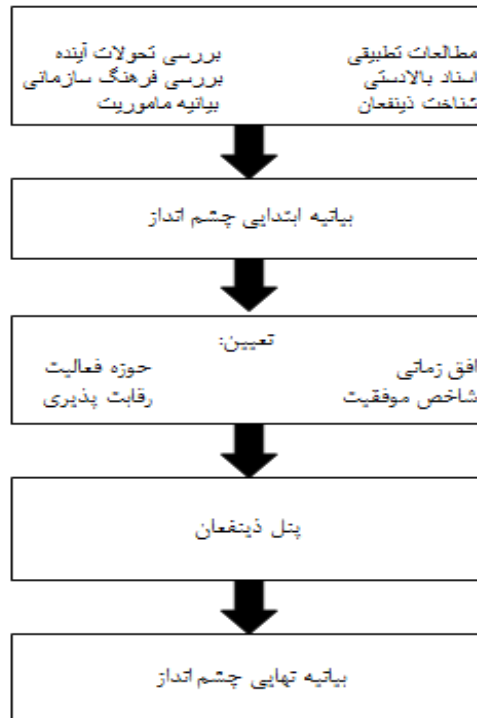 مطالعات تطبیقی بررسی تحولات آینده
اسناد بالادستی بررسی فرهنگ سازمانی
شناخت ذینفعان بیانیه ماموریت
بیانیه ابتدایی چشم انداز
تعیین:
افق زمانی حوزه فعالیت
شاخص موفقیت رقابت پذیری
پنل ذینفعان
بیانیه نهایی چشم انداز